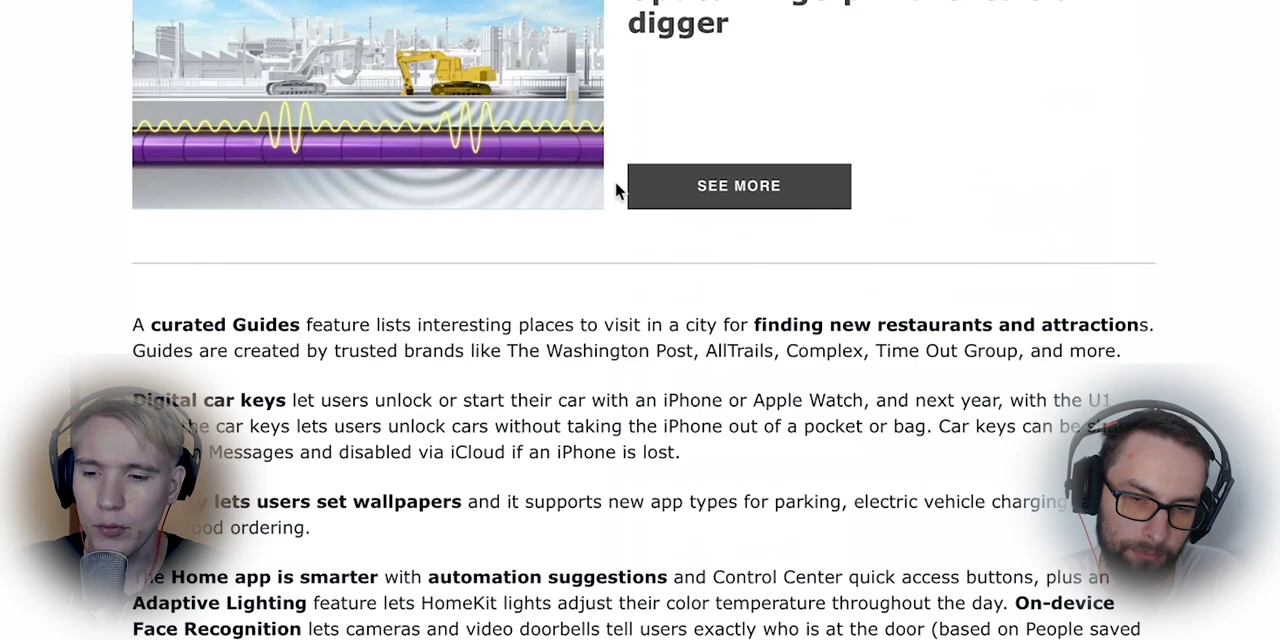 digger
SEE MORE
A curated Guides feature lists interesting places to visit in a city for finding new restaurants and attractions.
Guides are created by trusted brands like The Washington Post, AllTrails, Complex, Time Out Group, and more.
Digital car keys let users unlock or start their car with an iPhone or Apple Watch, and next year, with the U1
car keys lets users unlock cars without taking the iPhone out of a pocket or bag. Car keys can be
Messages and disabled via iCloud if an iPhone is lost.
lets users set wallpapers and it supports new app types for parking, electric vehicle charging
ordering.
The Home app is smarter with automation suggestions and Control Center quick access buttons, plus an
Adaptive Lighting feature lets HomeKit lights adjust their color temperature throughout the day. On-device
Face Recognition lets cameras and video doorbells tell users exactly who is at the door (based on People saved